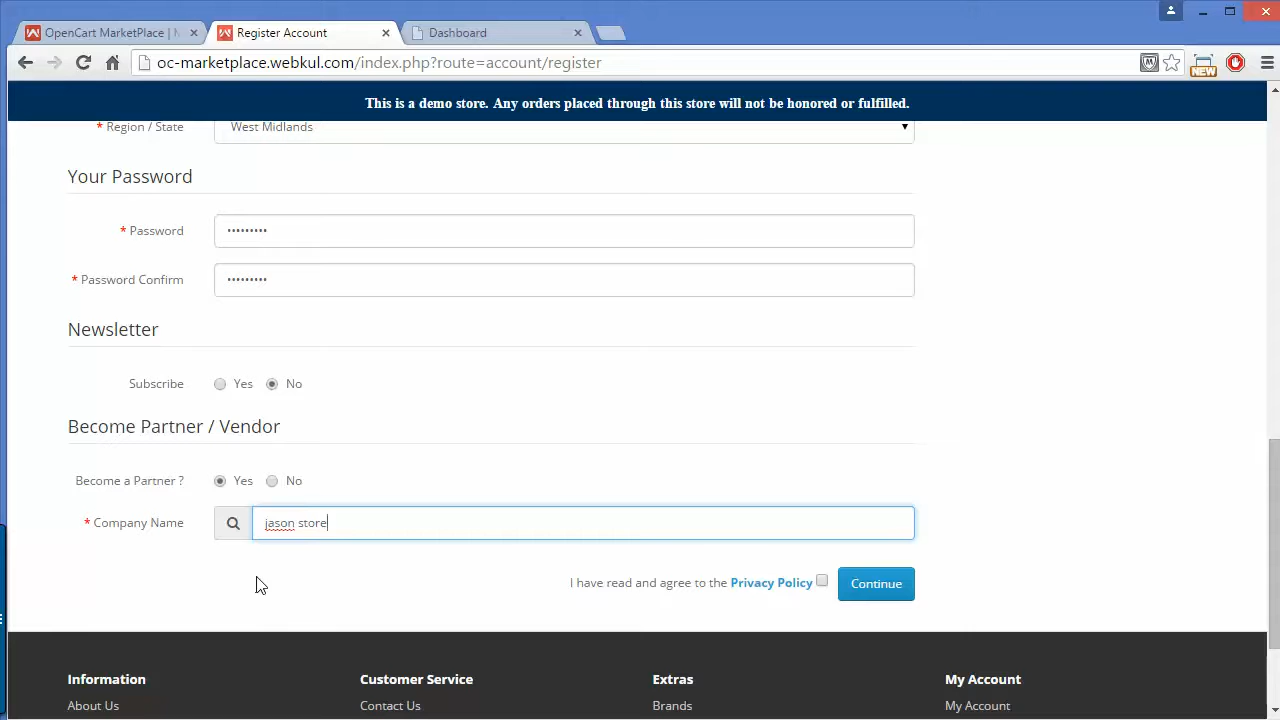 OpenCart MarketPlace |
Register Account
Dashboard
oc-marketplace.webkul.com/index.php?route=account/register
NEW
This is a demo store. Any orders placed through this store will not be honored or fulfilled.
* Region / State
West Midlands
Your Password
* Password
•••••••••
* Password Confirm
•••••••••
Newsletter
Subscribe
Yes
No
Become Partner / Vendor
Become a Partner ?
Yes
No
* Company Name
jason store
I have read and agree to the Privacy Policy
Continue
Information
Customer Service
Extras
My Account
About Us
Contact Us
Brands
My Account